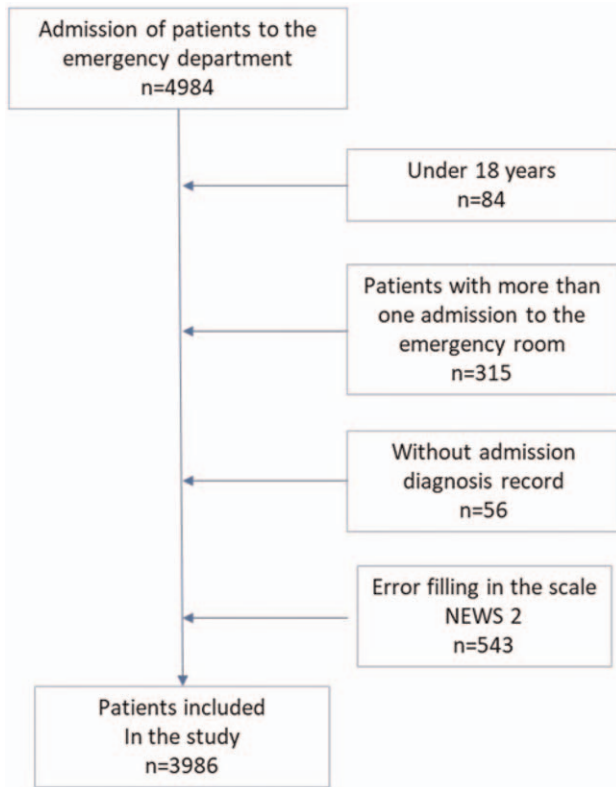 Admission of patients to the
emergency department
n=4984
Under 18 years
n=84
Patients with more than
one admission to the
emergency room
n=315
Without admission
diagnosis record
n=56
Error filling in the scale
NEWS 2
n=543
Patients included
In the study
n=3986